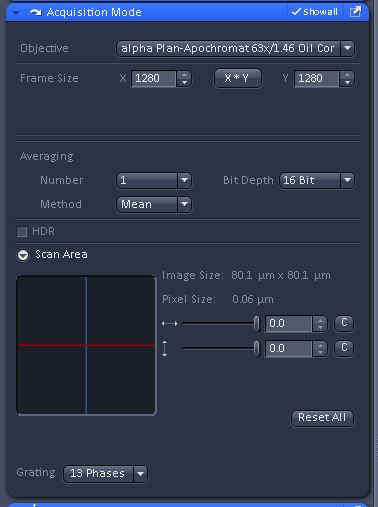 Acquisition Mode Show all
Objective alpha Plan-Apochromat 63x/1.46 Oil Cor
Frame Size X 1280 X * Y Y 1280
Averaging
Number 1 Bit Depth 16 Bit
Method Mean
HDR
Scan Area
Image Size: 80.1 µm x 80.1 µm
Pixel Size: 0.06 µm
0.0 C
0.0 C
Reset All
Grating 13 Phases